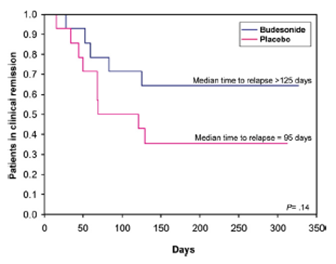 1.0
0.9
0.8
0.7
0.6
0.5
0.4
0.3
0.2
0.1
0.0
Patients in clinical remission
Budesonide
Placebo
Median time to relapse >125 days
Median time to relapse = 95 days
P= .14
0 50 100 150 200 250 300 350
Days